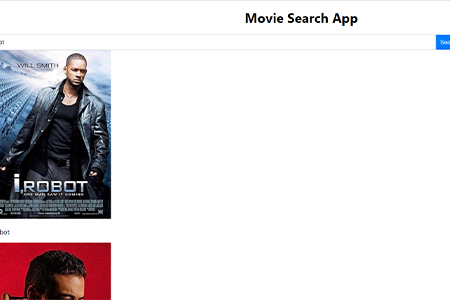 Movie Search App
ot
Sea
WILL SMITH
i,ROBOT
ONE MAN SAW IT COMING
bot